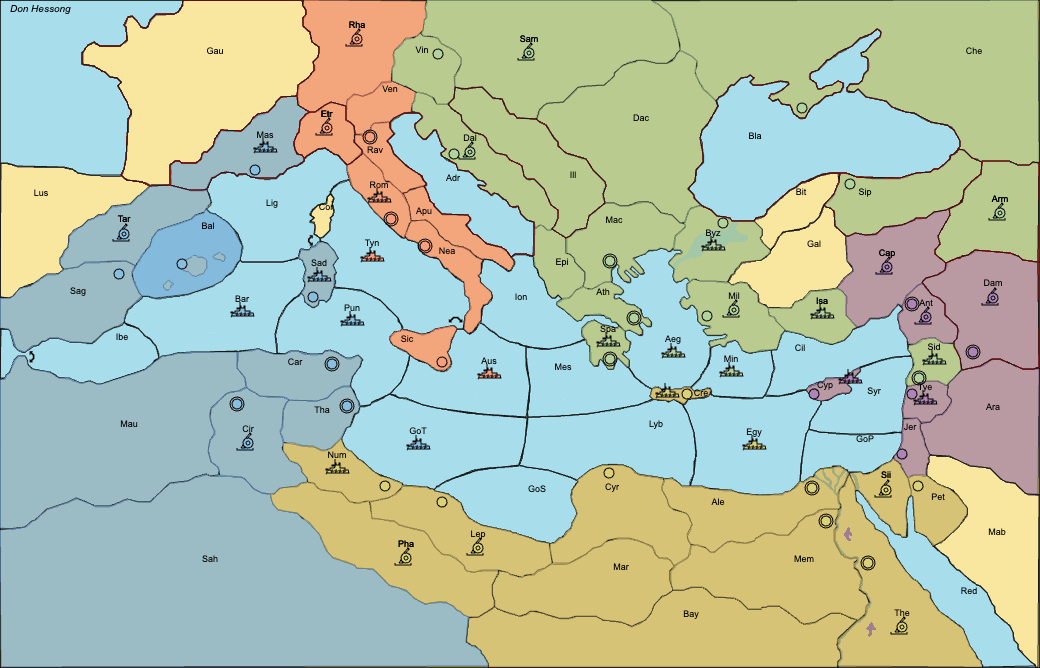 Don Hessong
Rha
Gau
Vin
Sam
Che
Ven
Etr
Dac
Mas
Rav
Dal
Bla
Adr
Ill
Lus
Rom
Bit
Sip
Lig
Cor
Apu
Arm
Tar
Mac
Bal
Byz
Gal
Tyn
Nea
Cap
Sad
Epi
Sag
Dam
Bar
Pun
Ion
Ath
Mil
Isa
Ant
Ibe
Spa
Sic
Aeg
Cil
Sid
Car
Aus
Mes
Min
Cyp
Tye
Syr
Cre
Ara
Tha
Mau
Lyb
Jer
Cir
GoT
Egy
GoP
Num
Sii
GoS
Cyr
Ale
Pet
Lep
Mab
Pha
Sah
Mar
Mem
Red
Bay
The